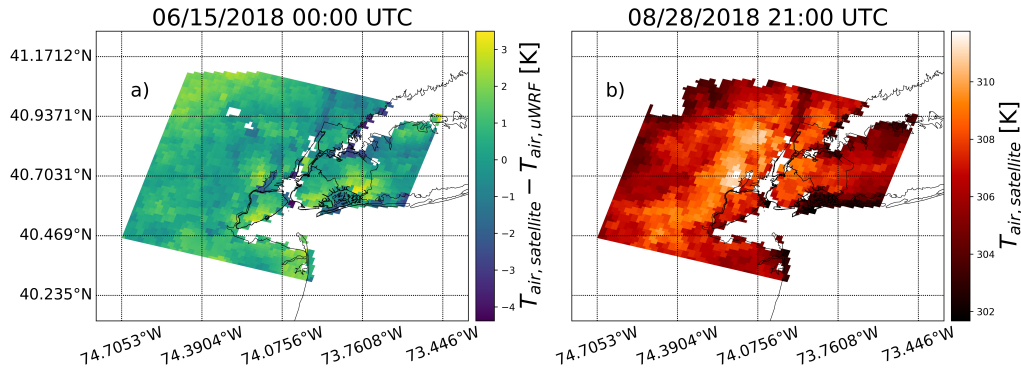 06/15/2018 00:00 UTC
08/28/2018 21:00 UTC
a)
b)
41.1712°N
40.9371°N
40.7031°N
40.469°N
40.235°N
74.7053°W
74.3904°W
74.0756°W
73.7608°W
73.446°W
3
2
1
0
−1
−2
−3
−4
T_air, satellite − T_air, uWRF [K]
74.7053°W
74.3904°W
74.0756°W
73.7608°W
73.446°W
310
308
306
304
302
T_air, satellite [K]